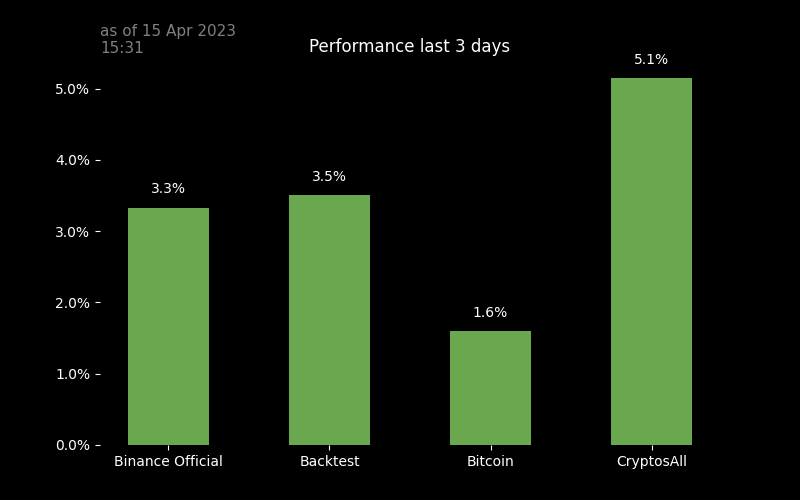 as of 15 Apr 2023
15:31
Performance last 3 days
5.1%
5.0%
4.0%
3.5%
3.3%
3.0%
2.0%
1.6%
1.0%
0.0%
Binance Official
Backtest
Bitcoin
CryptosAll